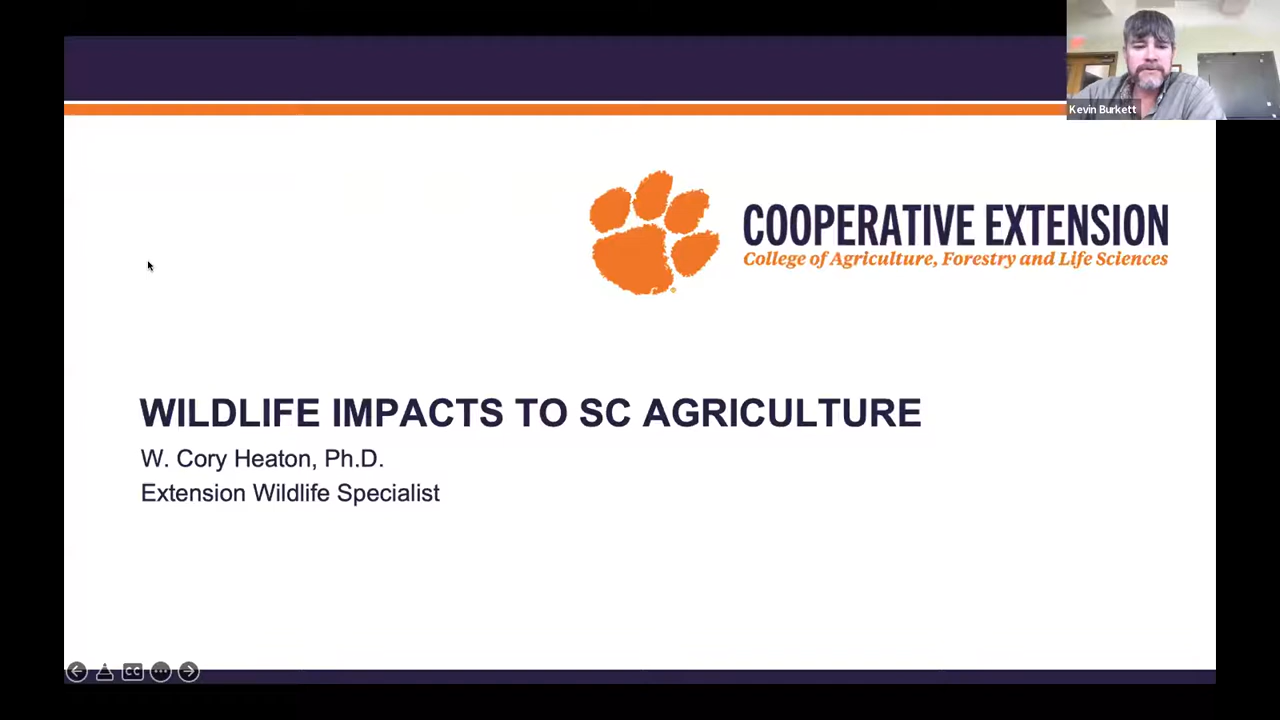 Kevin Burkett
COOPERATIVE EXTENSION
College of Agriculture, Forestry and Life Sciences
WILDLIFE IMPACTS TO SC AGRICULTURE
W. Cory Heaton, Ph.D.
Extension Wildlife Specialist
CC